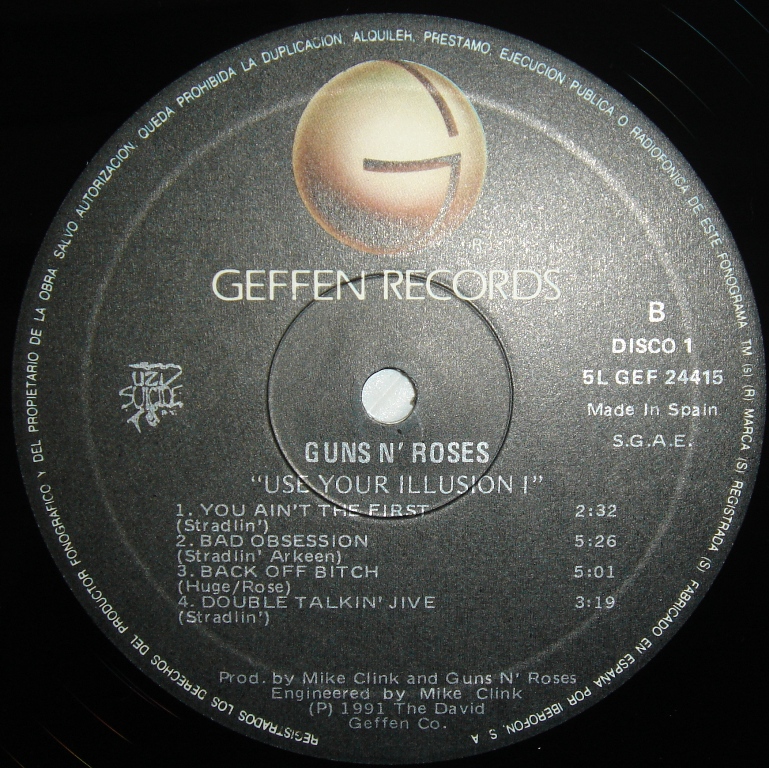 REGISTRADOS LOS DERECHOS DEL PRODUCTOR FONOGRAFICO Y DEL PROPIETARIO DE LA OBRA. SALVO AUTORIZACION. QUEDA PROHIBIDA LA DUPLICACION. ALQUILER. PRESTAMO. EJECUCION PUBLICA O RADIOFONICA DE ESTE FONOGRAMA TM (S) (R) MARCA (S) REGISTRADA (S) FABRICADO EN ESPAÑA POR IBEROFON, S. A
R
GEFFEN RECORDS
B
DISCO 1
5L GEF 24415
Made In Spain
S.G.A.E.
UZI
SUICIDE
GUNS N' ROSES
"USE YOUR ILLUSION I"
1. YOU AIN'T THE FIRST 2:32
(Stradlin')
2. BAD OBSESSION 5:26
(Stradlin' Arkeen)
3. BACK OFF BITCH 5:01
(Huge/Rose)
4. DOUBLE TALKIN' JIVE 3:19
(Stradlin')
Prod. by Mike Clink and Guns N' Roses
Engineered by Mike Clink
(P) 1991 The David
Geffen Co.